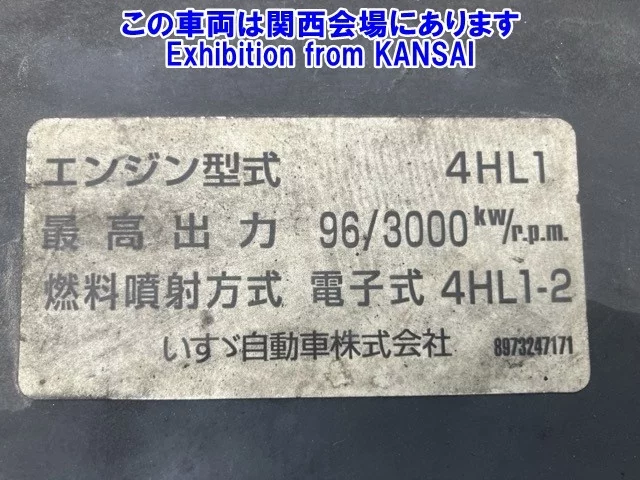 この車両は関西会場にあります
Exhibition from KANSAI
エンジン型式 4HL1
最高出力 96/3000 kW/r.p.m.
燃料噴射方式 電子式 4HL1-2
いすゞ自動車株式会社 8973247171